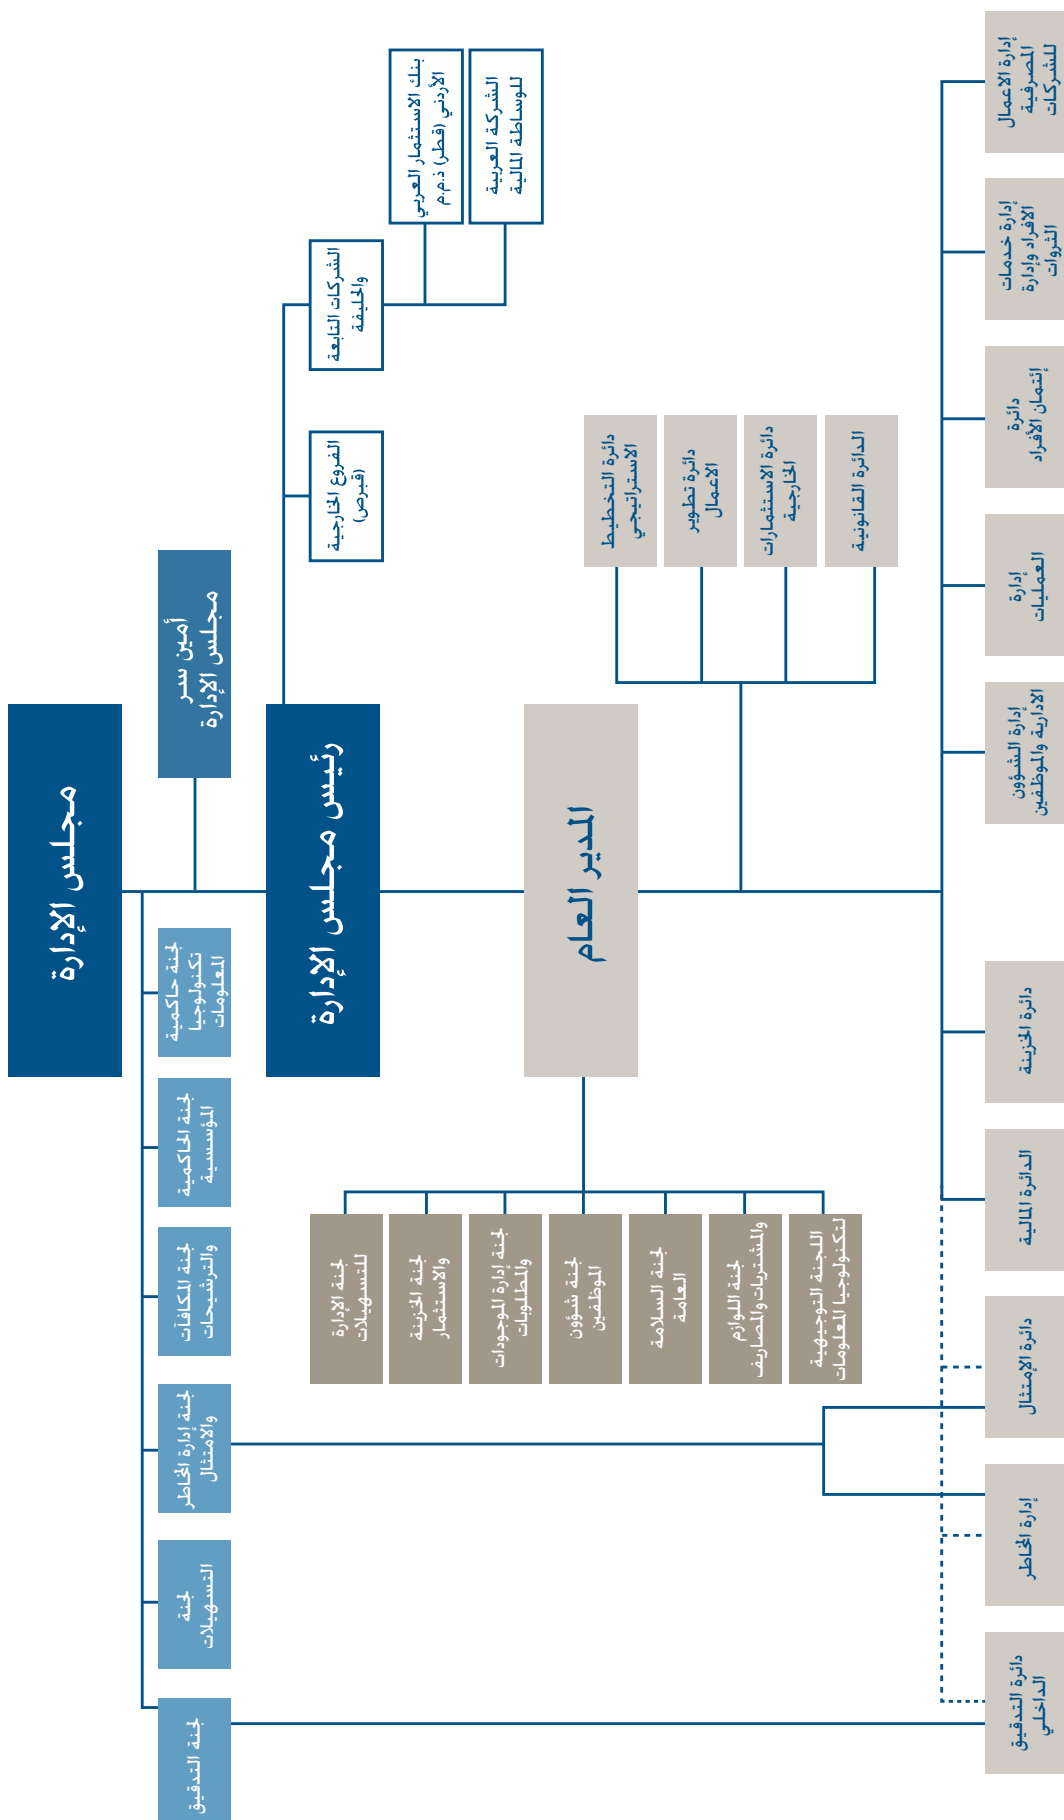 مجلس الإدارة
أمين سر
مجلس الإدارة
لجنة حاكمية
تكنولوجيا
المعلومات
لجنة الحاكمية
المؤسسية
لجنة المكافآت
والترشيحات
لجنة إدارة المخاطر
والامتثال
لجنة
التسهيلات
لجنة التدقيق
رئيس مجلس الإدارة
الشركات التابعة
والحليفة
الفروع الخارجية
(قبرص)
بنك الاستثمار العربي
الأردني (قطر) ذ.م.م
الشركة العربية
للوساطة المالية
المدير العام
دائرة التخطيط
الاستراتيجي
دائرة تطوير
الاعمال
دائرة الاستثمارات
الخارجية
الدائرة القانونية
لجنة الإدارة
للتسهيلات
لجنة الخزينة
والاستثمار
لجنة إدارة الموجودات
والمطلوبات
لجنة شؤون
الموظفين
لجنة السلامة
العامة
لجنة اللوازم
والمشتريات والمصاريف
اللجنة التوجيهية
لتكنولوجيا المعلومات
إدارة الاعمال
المصرفية
للشركات
إدارة خدمات
الافراد وإدارة
الثروات
دائرة
إئتمان الأفراد
إدارة
العمليات
إدارة الشؤون
الادارية والموظفين
دائرة الخزينة
الدائرة المالية
دائرة الإمتثال
إدارة المخاطر
دائرة التدقيق
الداخلي